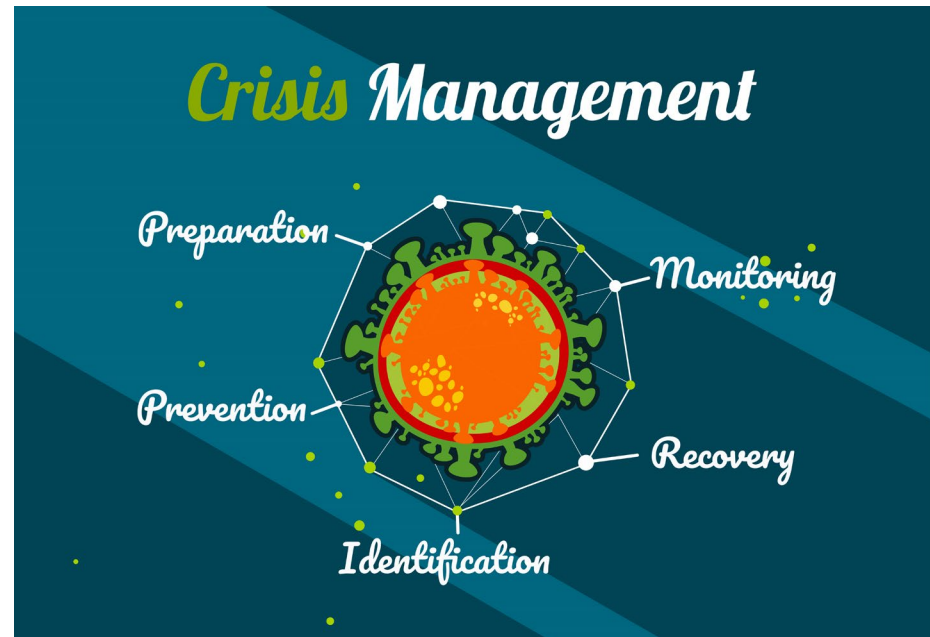 Crisis Management
Preparation
Monitoring
Prevention
Recovery
Identification